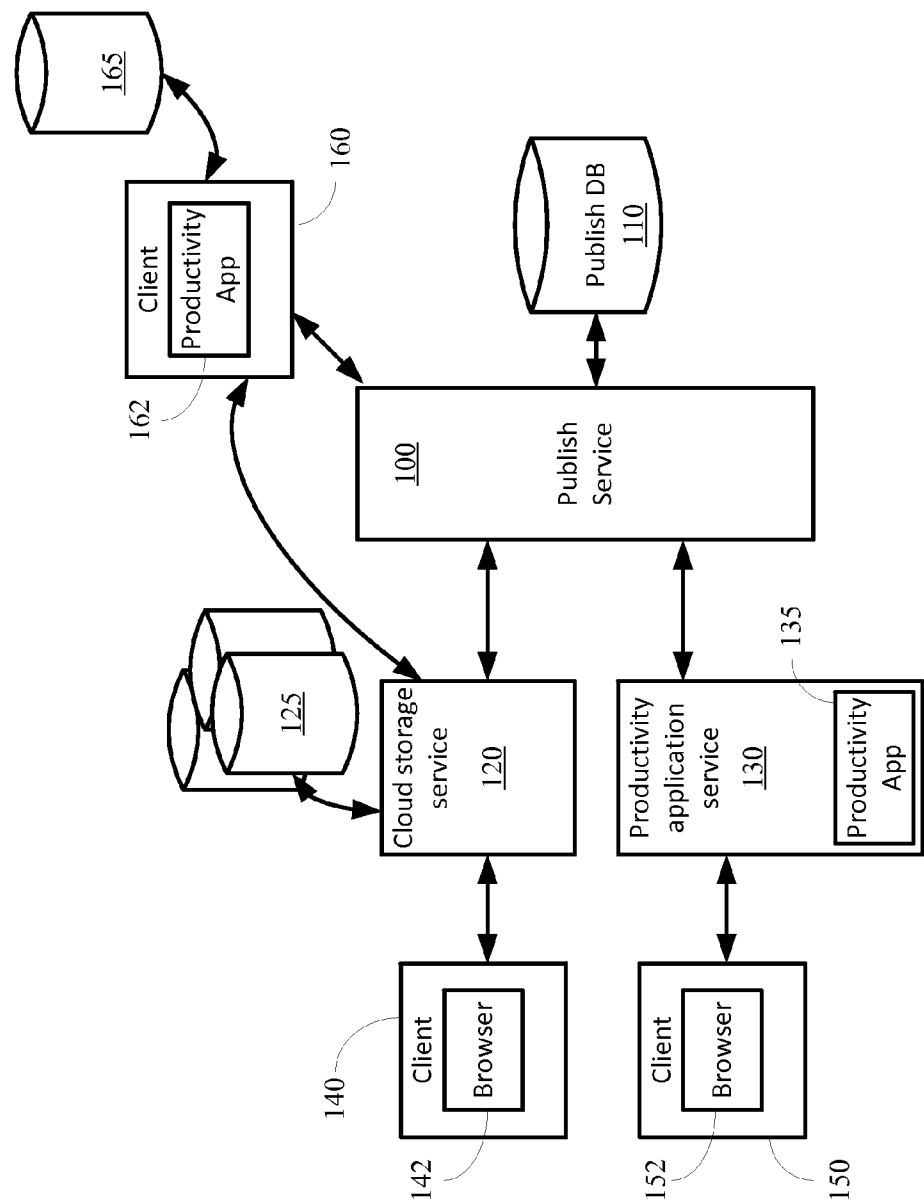 165
Client
Productivity
App
162
160
125
140
Client
Browser
142
Cloud storage
service
120
100
Publish
Service
Publish DB
110
Client
Browser
152
150
Productivity
application
service
130
135
Productivity
App